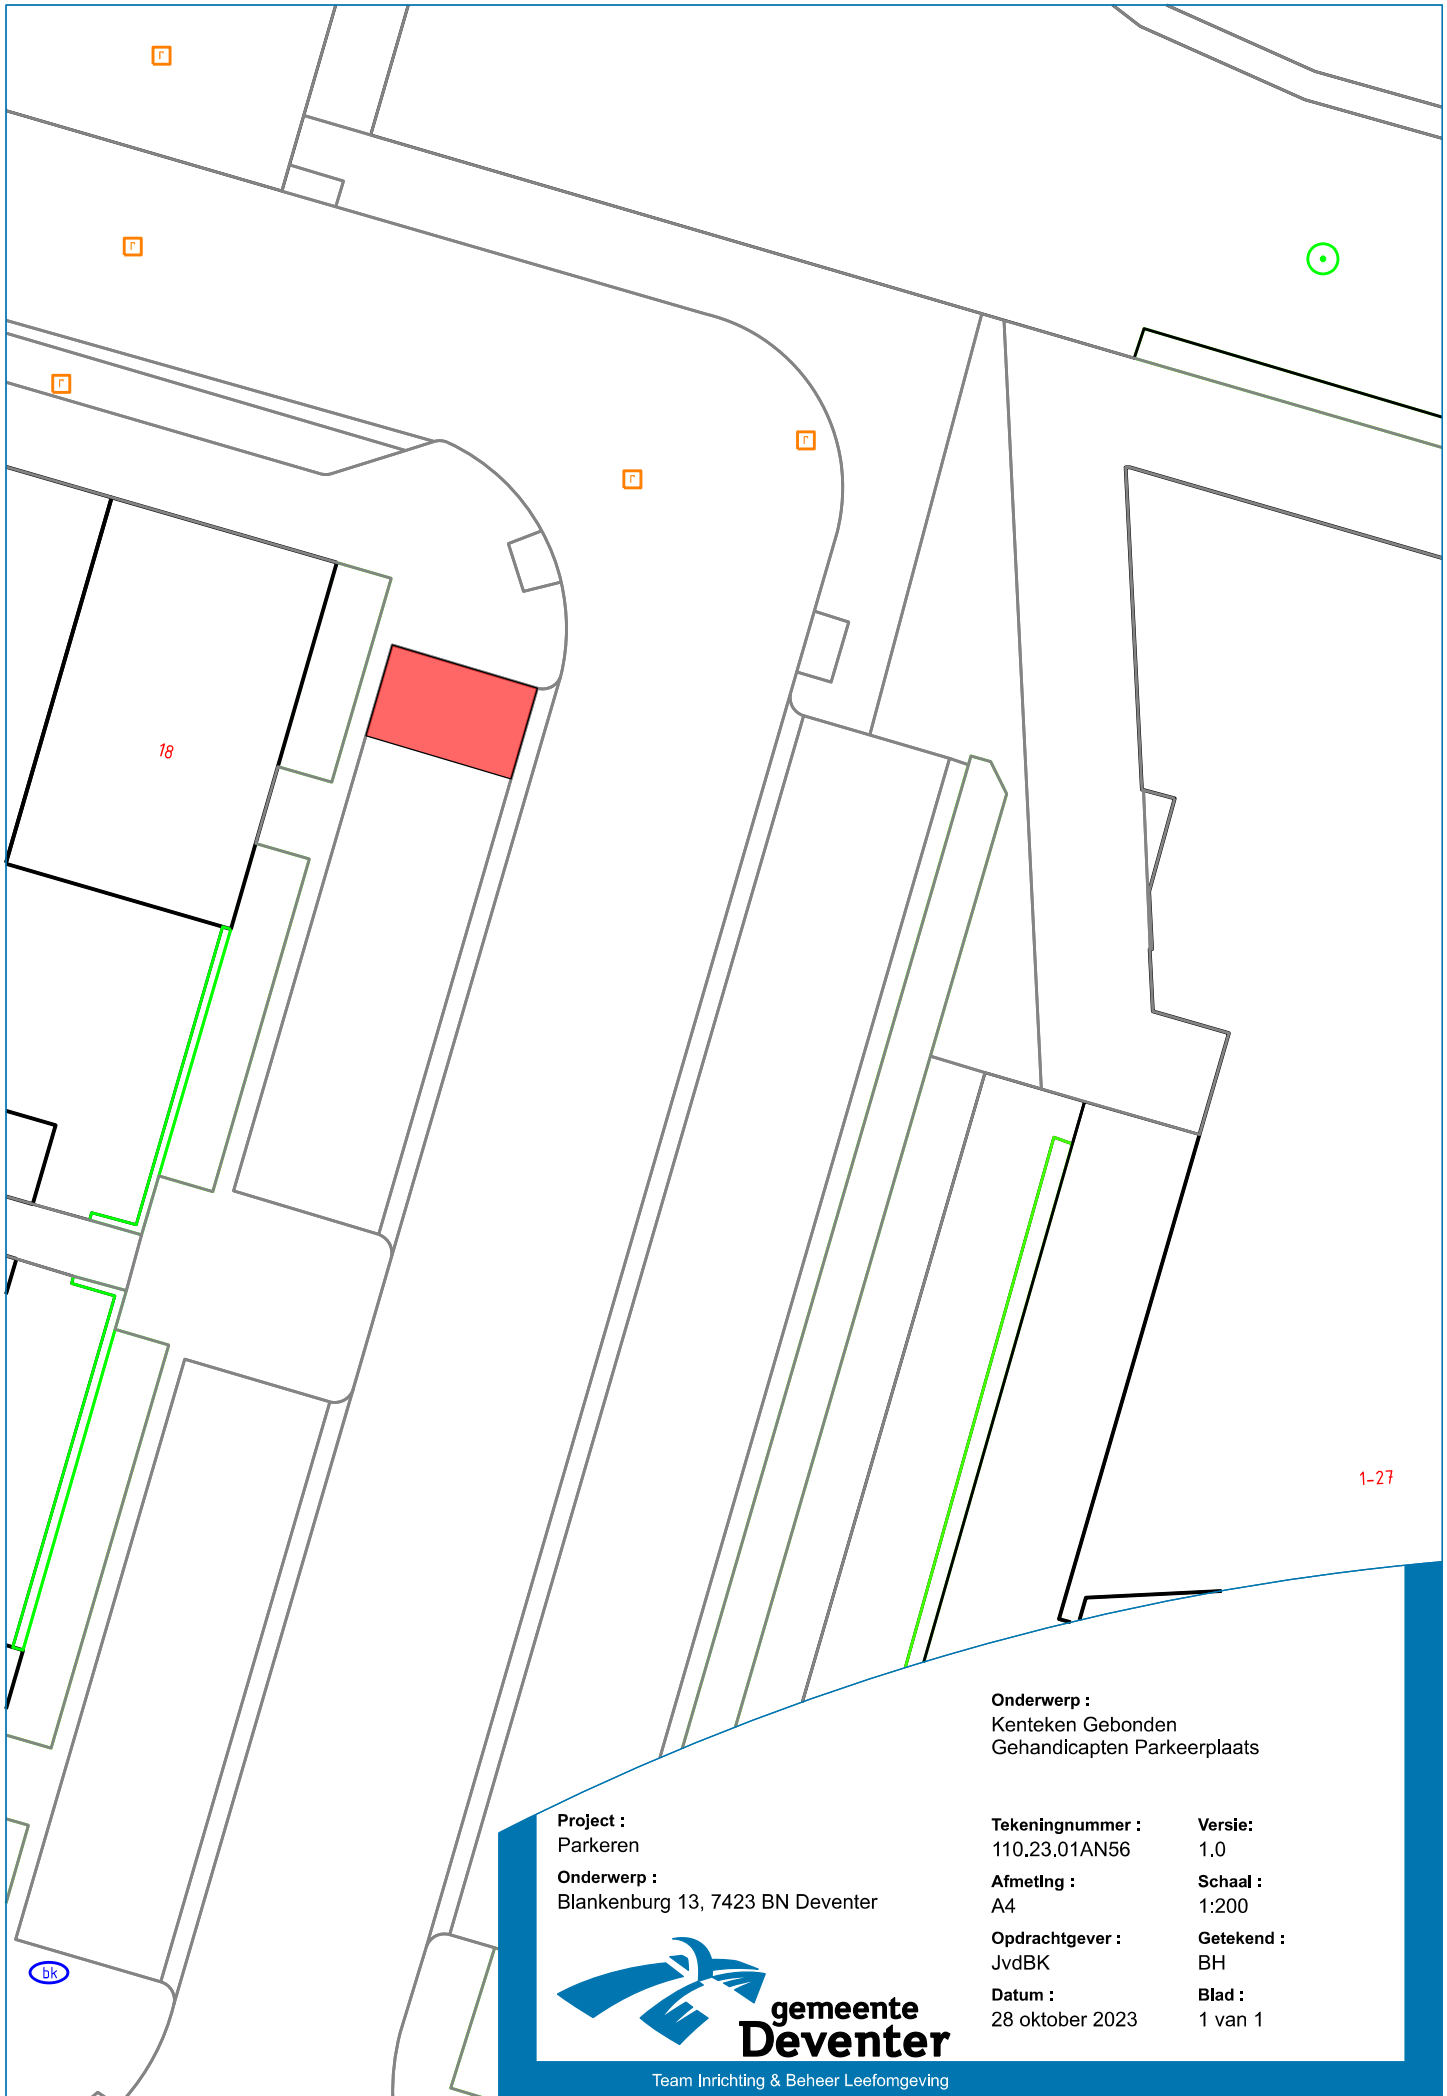 18
1-27
bk
Onderwerp :
Kenteken Gebonden
Gehandicapten Parkeerplaats
Project :
Parkeren
Onderwerp :
Blankenburg 13, 7423 BN Deventer
Tekeningnummer : Versie:
110.23.01AN56 1.0
Afmeting : Schaal :
A4 1:200
Opdrachtgever : Getekend :
JvdBK BH
Datum : Blad :
28 oktober 2023 1 van 1
gemeente
Deventer
Team Inrichting & Beheer Leefomgeving